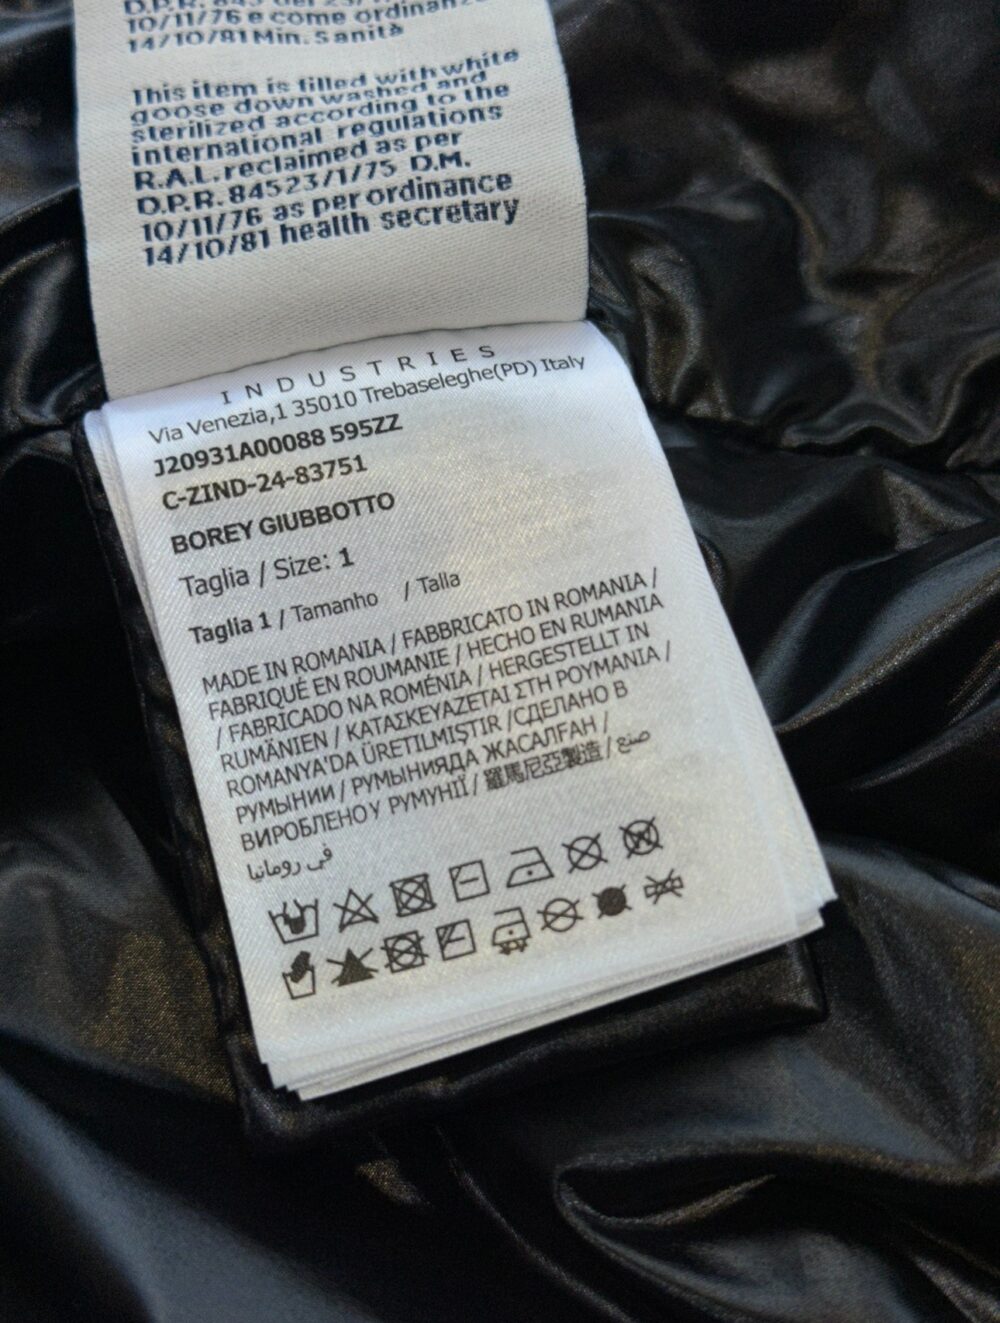 D.P.R. 845 del 23/
10/11/76 e come ordinanz
14/10/81 Min. Sanità
This item is filled with white
goose down washed and
sterilized according to the
international regulations
R.A.L. reclaimed as per
D.P.R. 84523/1/75 D.M.
10/11/76 as per ordinance
14/10/81 health secretary
INDUSTRIES
Via Venezia,1 35010 Trebaseleghe(PD) Italy
J20931A00088 595ZZ
C-ZIND-24-83751
BOREY GIUBBOTTO
Taglia / Size: 1
Taglia 1 / Tamanho / Talla
MADE IN ROMANIA / FABBRICATO IN ROMANIA /
FABRIQUÉ EN ROUMANIE / HECHO EN RUMANIA
/ FABRICADO NA ROMÉNIA / HERGESTELLT IN
RUMÄNIEN / ΚΑΤΑΣΚΕΥΑΖΕΤΑΙ ΣΤΗ ΡΟΥΜΑΝΙΑ /
ROMANYA'DA ÜRETILMIŞTIR /СДЕЛАНО В
РУМЫНИИ / РУМЫНИЯДА ЖАСАЛҒАН /
ВИРОБЛЕНО У РУМУНІЇ / 羅馬尼亞製造 / صنع
في رومانيا